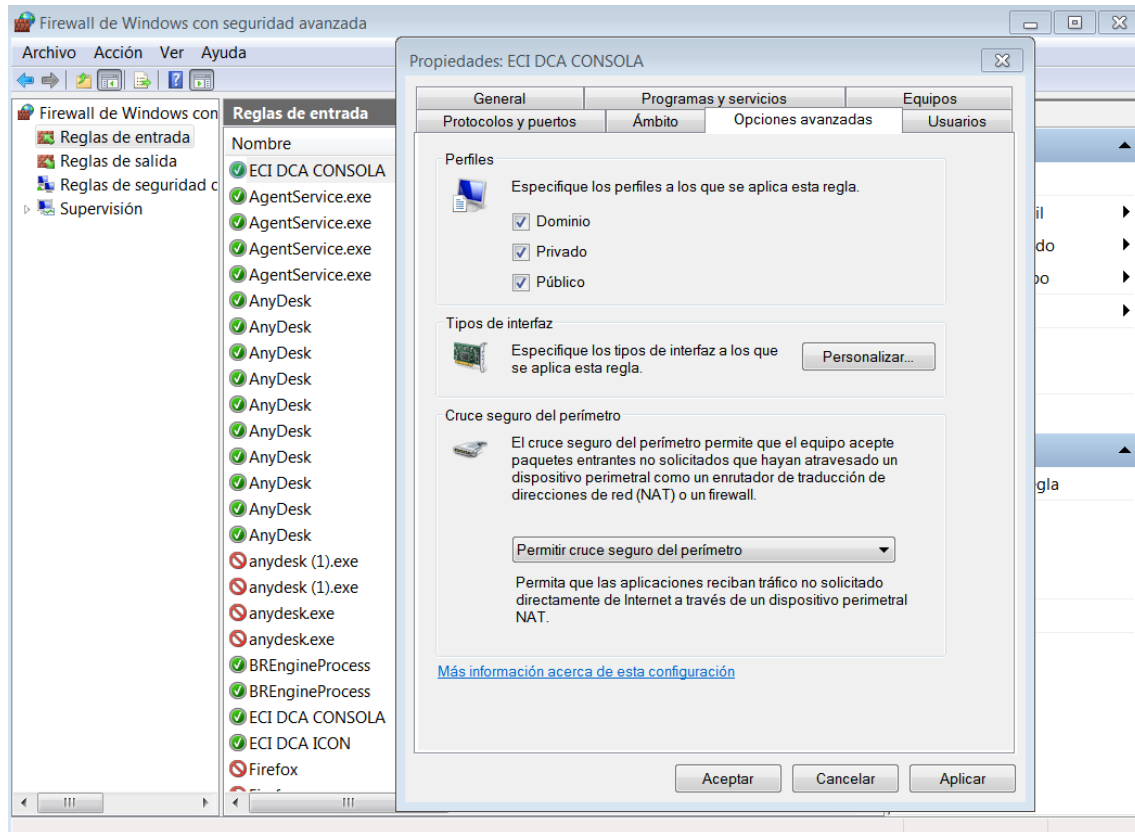 Firewall de Windows con seguridad avanzada
Archivo Acción Ver Ayuda
Firewall de Windows con
Reglas de entrada
Reglas de salida
Reglas de seguridad c
Supervisión
Reglas de entrada
Nombre
ECI DCA CONSOLA
AgentService.exe
AgentService.exe
AgentService.exe
AgentService.exe
AnyDesk
AnyDesk
AnyDesk
AnyDesk
AnyDesk
AnyDesk
AnyDesk
AnyDesk
AnyDesk
AnyDesk
anydesk (1).exe
anydesk (1).exe
anydesk.exe
anydesk.exe
BREngineProcess
BREngineProcess
ECI DCA CONSOLA
ECI DCA ICON
Firefox
Propiedades: ECI DCA CONSOLA
General Programas y servicios Equipos
Protocolos y puertos Ámbito Opciones avanzadas Usuarios
Perfiles
Especifique los perfiles a los que se aplica esta regla.
Dominio
Privado
Público
Tipos de interfaz
Especifique los tipos de interfaz a los que
se aplica esta regla.
Personalizar...
Cruce seguro del perímetro
El cruce seguro del perímetro permite que el equipo acepte
paquetes entrantes no solicitados que hayan atravesado un
dispositivo perimetral como un enrutador de traducción de
direcciones de red (NAT) o un firewall.
Permitir cruce seguro del perímetro
Permita que las aplicaciones reciban tráfico no solicitado
directamente de Internet a través de un dispositivo perimetral
NAT.
Más información acerca de esta configuración
Aceptar Cancelar Aplicar
il
do
po
gla